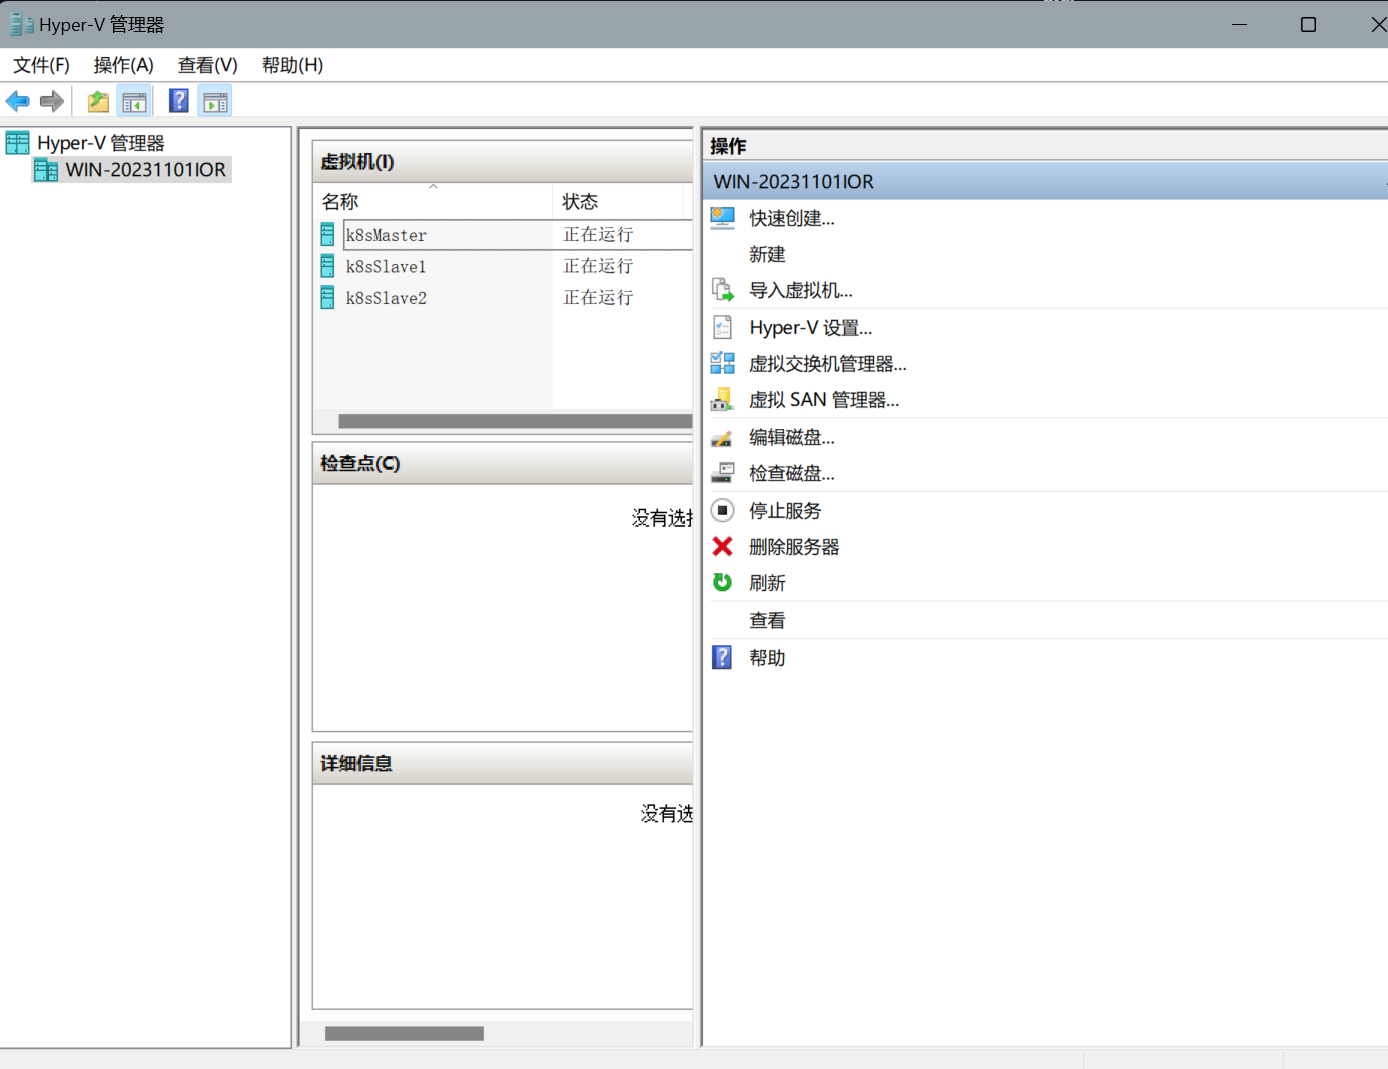 Hyper-V 管理器
文件(F) 操作(A) 查看(V) 帮助(H)
Hyper-V 管理器
WIN-20231101IOR
虚拟机(I)
名称 状态
k8sMaster 正在运行
k8sSlave1 正在运行
k8sSlave2 正在运行
检查点(C)
没有选
详细信息
没有选
操作
WIN-20231101IOR
快速创建...
新建
导入虚拟机...
Hyper-V 设置...
虚拟交换机管理器...
虚拟 SAN 管理器...
编辑磁盘...
检查磁盘...
停止服务
删除服务器
刷新
查看
帮助